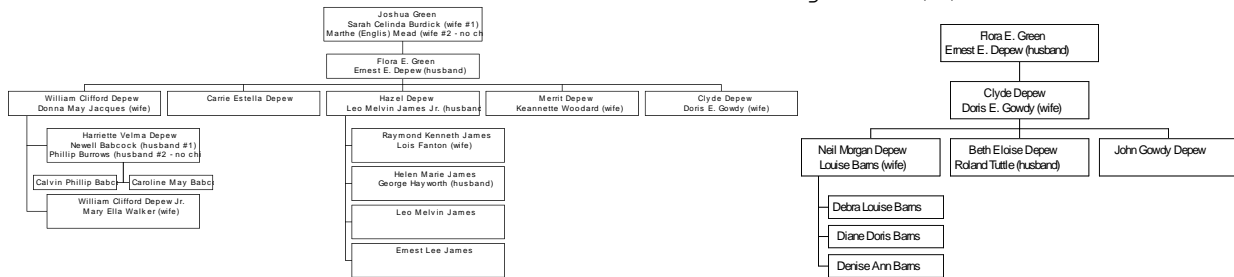 Joshua Green
Sarah Celinda Burdick (wife #1)
Marthe (Englis) Mead (wife #2 - no ch
Flora E. Green
Ernest E. Depew (husband)
William Clifford Depew
Donna May Jacques (wife)
Carrie Estella Depew
Hazel Depew
Leo Melvin James Jr. (husband
Merrit Depew
Keannette Woodard (wife)
Clyde Depew
Doris E. Gowdy (wife)
Harriette Velma Depew
Newell Babcock (husband #1)
Phillip Burrows (husband #2 - no chi
Calvin Phillip Babc
Caroline May Babc
William Clifford Depew Jr.
Mary Ella Walker (wife)
Raymond Kenneth James
Lois Fanton (wife)
Helen Marie James
George Hayworth (husband)
Leo Melvin James
Ernest Lee James
Flora E. Green
Ernest E. Depew (husband)
Clyde Depew
Doris E. Gowdy (wife)
Neil Morgan Depew
Louise Barns (wife)
Beth Eloise Depew
Roland Tuttle (husband)
John Gowdy Depew
Debra Louise Barns
Diane Doris Barns
Denise Ann Barns